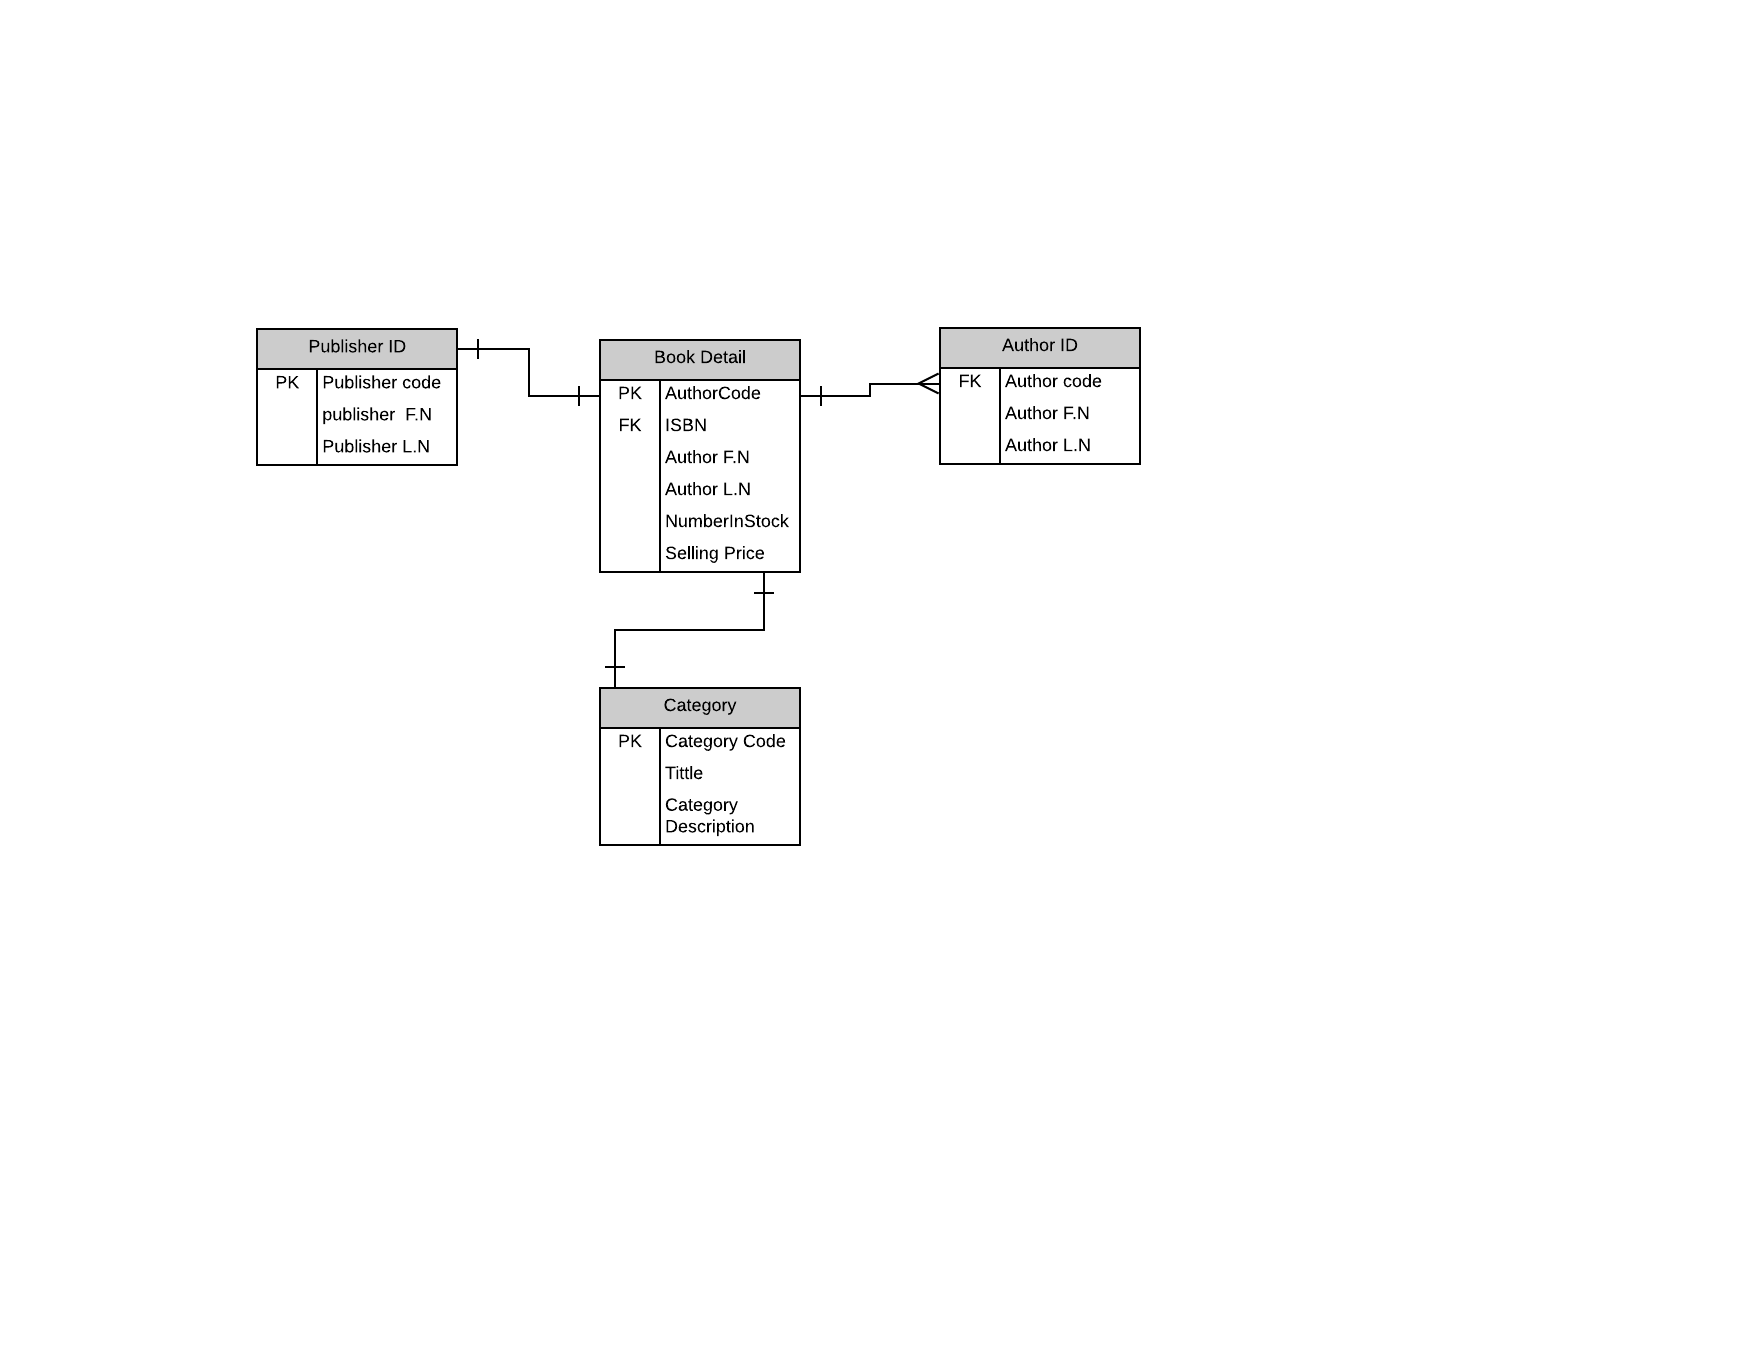 Publisher ID
PK Publisher code
publisher  F.N
Publisher L.N
Book Detail
PK AuthorCode
FK ISBN
Author F.N
Author L.N
NumberInStock
Selling Price
Author ID
FK Author code
Author F.N
Author L.N
Category
PK Category Code
Tittle
Category
Description